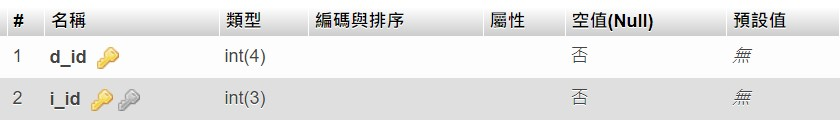 # 名稱 類型 編碼與排序 屬性 空值(Null) 預設值
1 d_id int(4) 否 無
2 i_id int(3) 否 無